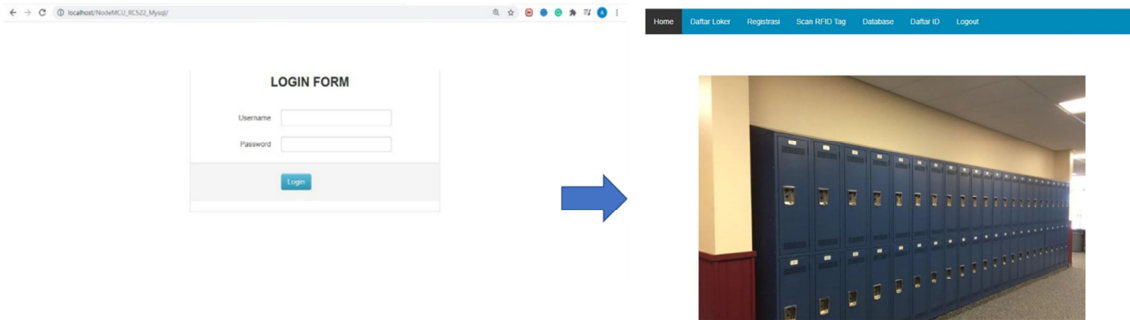 localhost/NodeMCU_RC522_Mysql/
LOGIN FORM
Username
Password
Login
Home Daftar Loker Registrasi Scan RFID Tag Database Daftar ID Logout